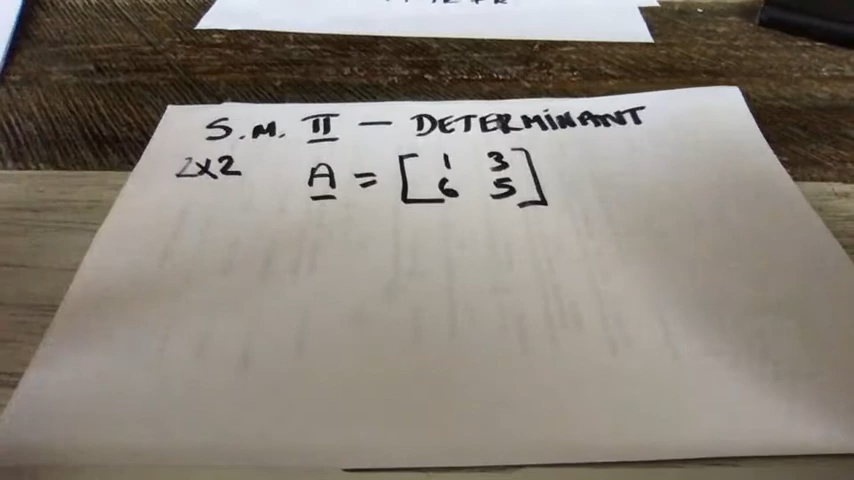 S.M. II - DETERMINANT
2x2 A = [1 3
6 5]